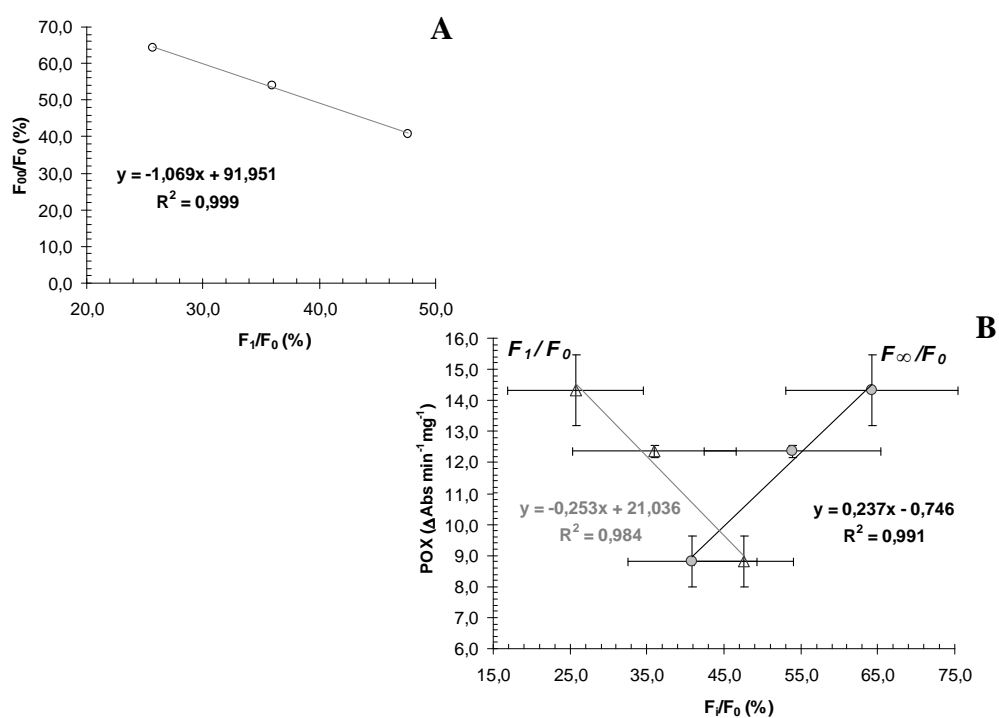 A
70,0
60,0
50,0
40,0
30,0
20,0
10,0
0,0
F₀₀/F₀ (%)
y = -1,069x + 91,951
R² = 0,999
20,0 30,0 40,0 50,0
F₁/F₀ (%)
B
16,0
15,0
14,0
13,0
12,0
11,0
10,0
9,0
8,0
7,0
6,0
POX (ΔAbs min⁻¹mg⁻¹)
F₁/F₀ F∞/F₀
y = -0,253x + 21,036
R² = 0,984
y = 0,237x - 0,746
R² = 0,991
15,0 25,0 35,0 45,0 55,0 65,0 75,0
Fᵢ/F₀ (%)